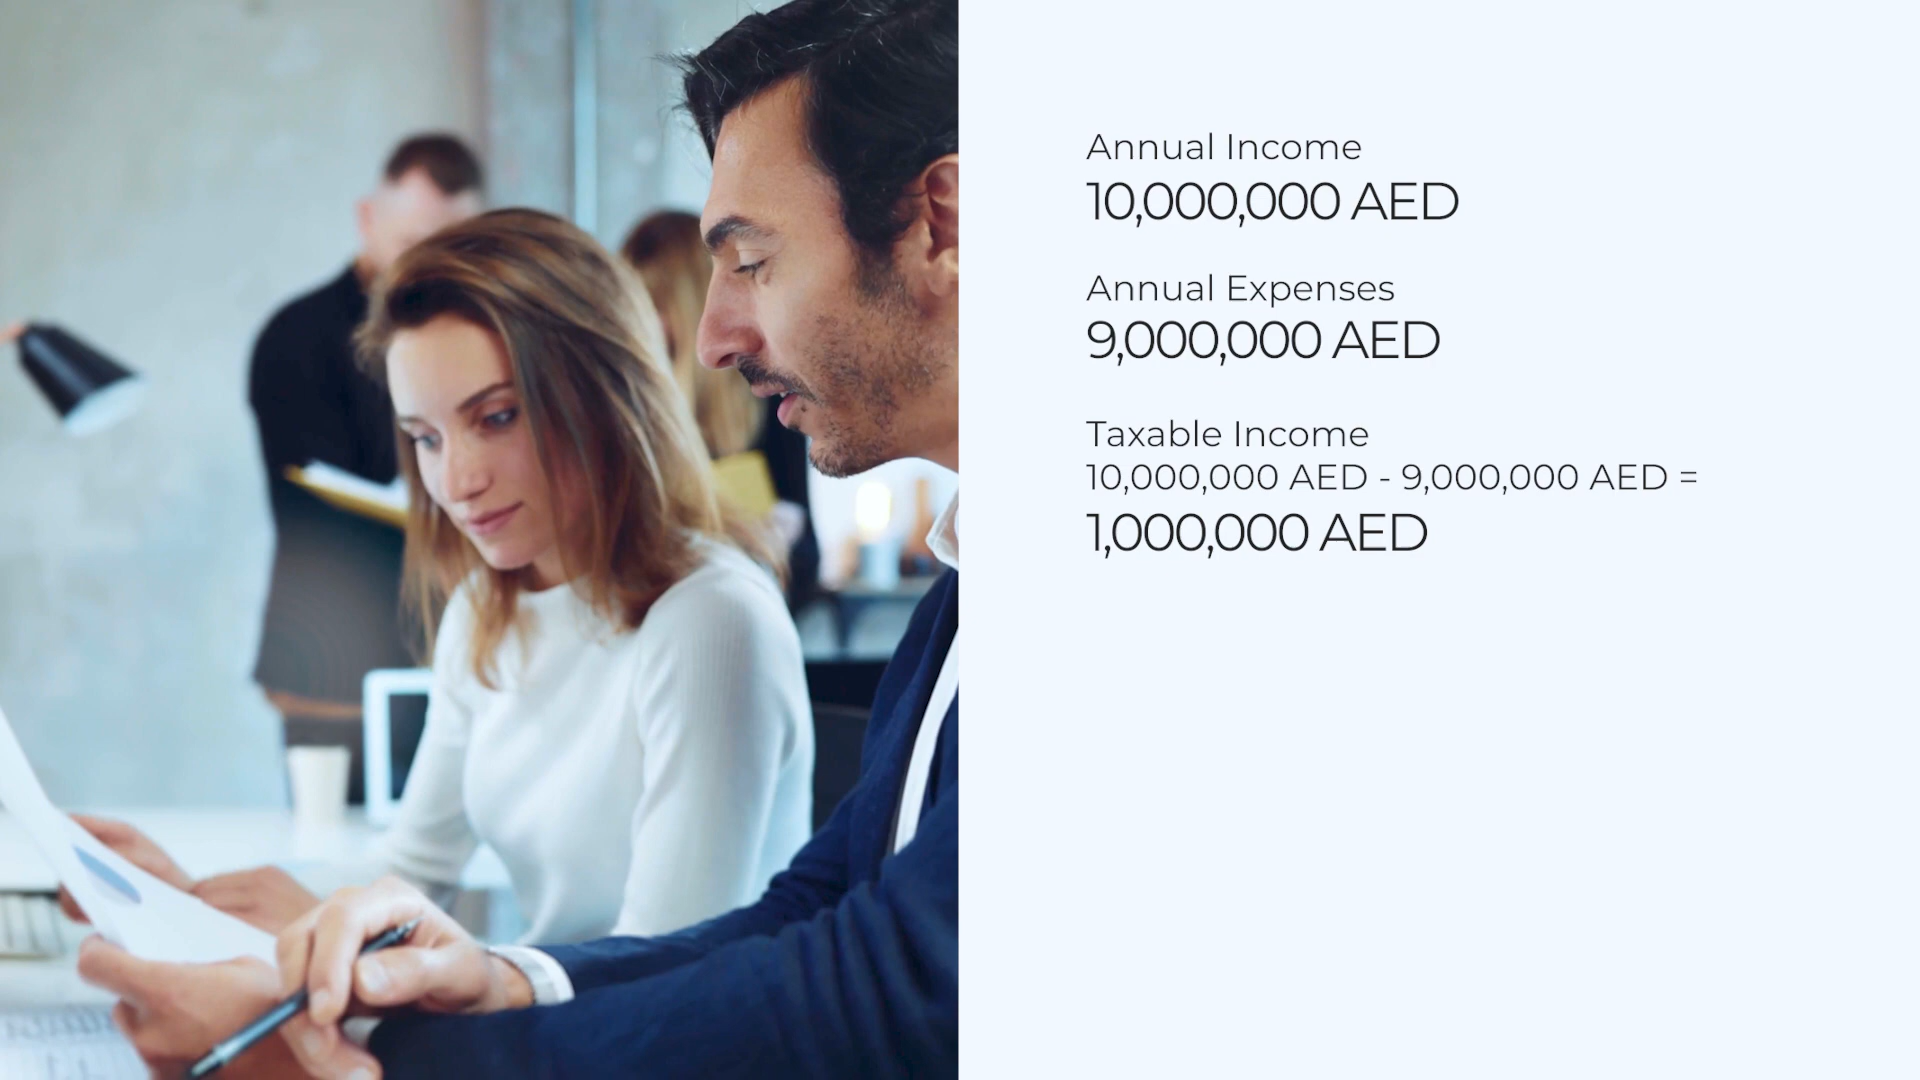 Annual Income
10,000,000 AED
Annual Expenses
9,000,000 AED
Taxable Income
10,000,000 AED - 9,000,000 AED =
1,000,000 AED